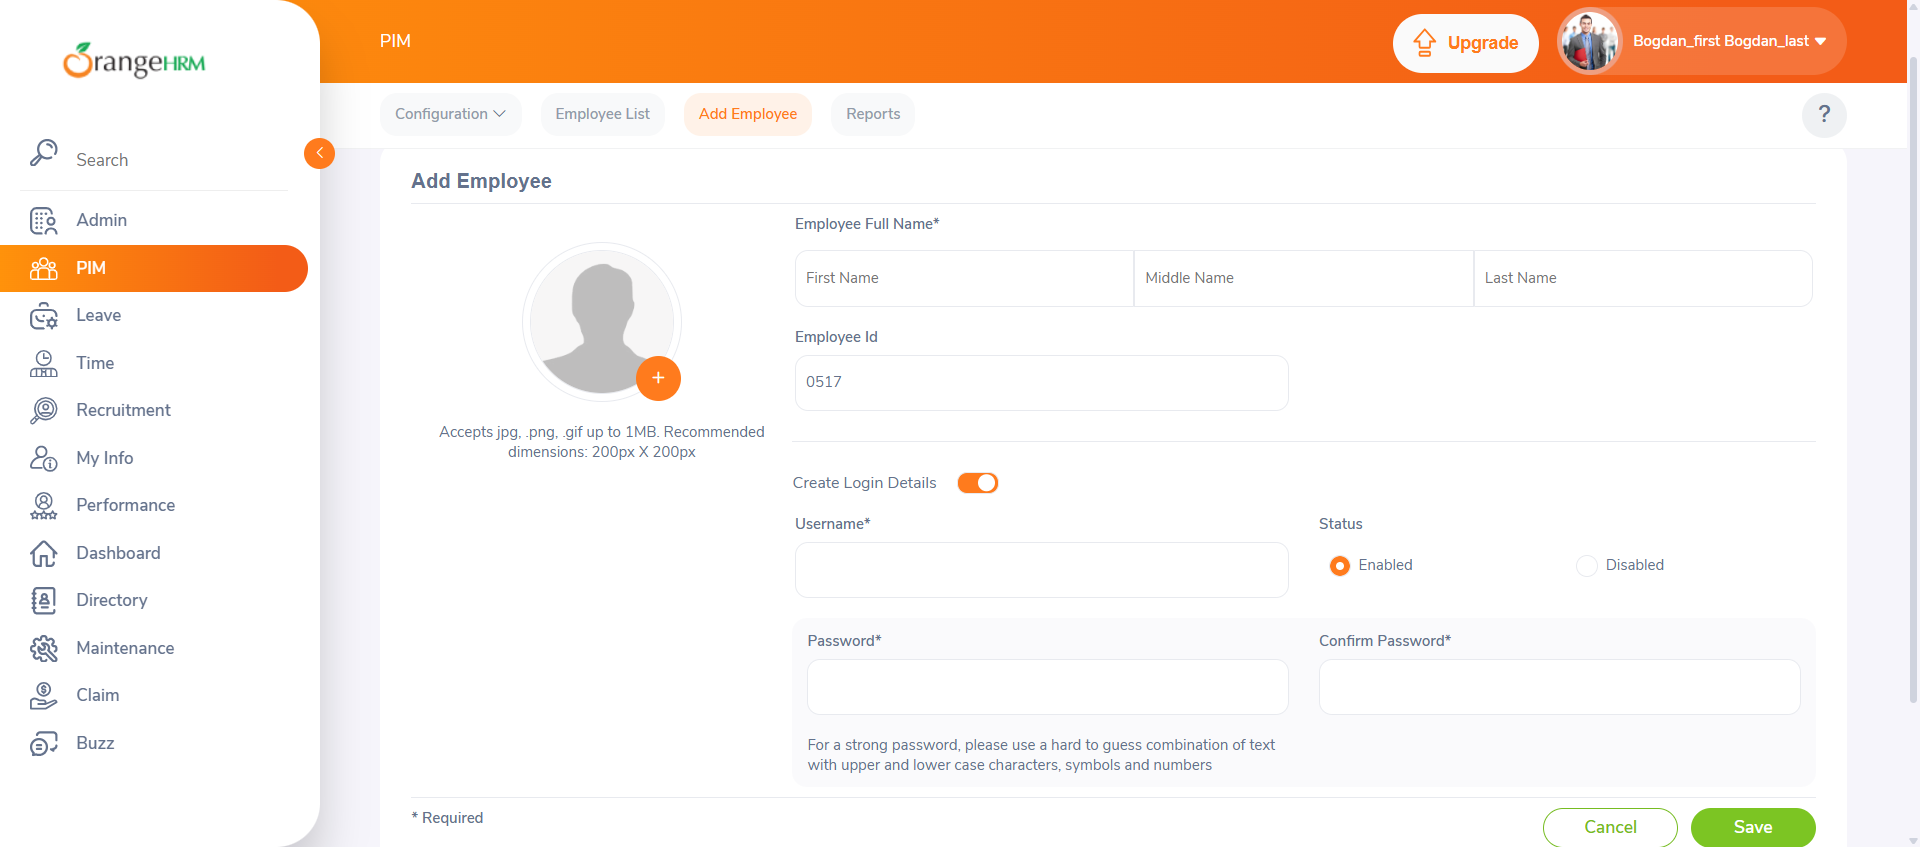 OrangeHRM
PIM
Upgrade
Bogdan_first Bogdan_last
Configuration
Employee List
Add Employee
Reports
?
Search
Admin
PIM
Leave
Time
Recruitment
My Info
Performance
Dashboard
Directory
Maintenance
Claim
Buzz
Add Employee
Accepts jpg, .png, .gif up to 1MB. Recommended
dimensions: 200px X 200px
Employee Full Name*
First Name
Middle Name
Last Name
Employee Id
0517
Create Login Details
Username*
Status
Enabled
Disabled
Password*
Confirm Password*
For a strong password, please use a hard to guess combination of text
with upper and lower case characters, symbols and numbers
* Required
Cancel
Save